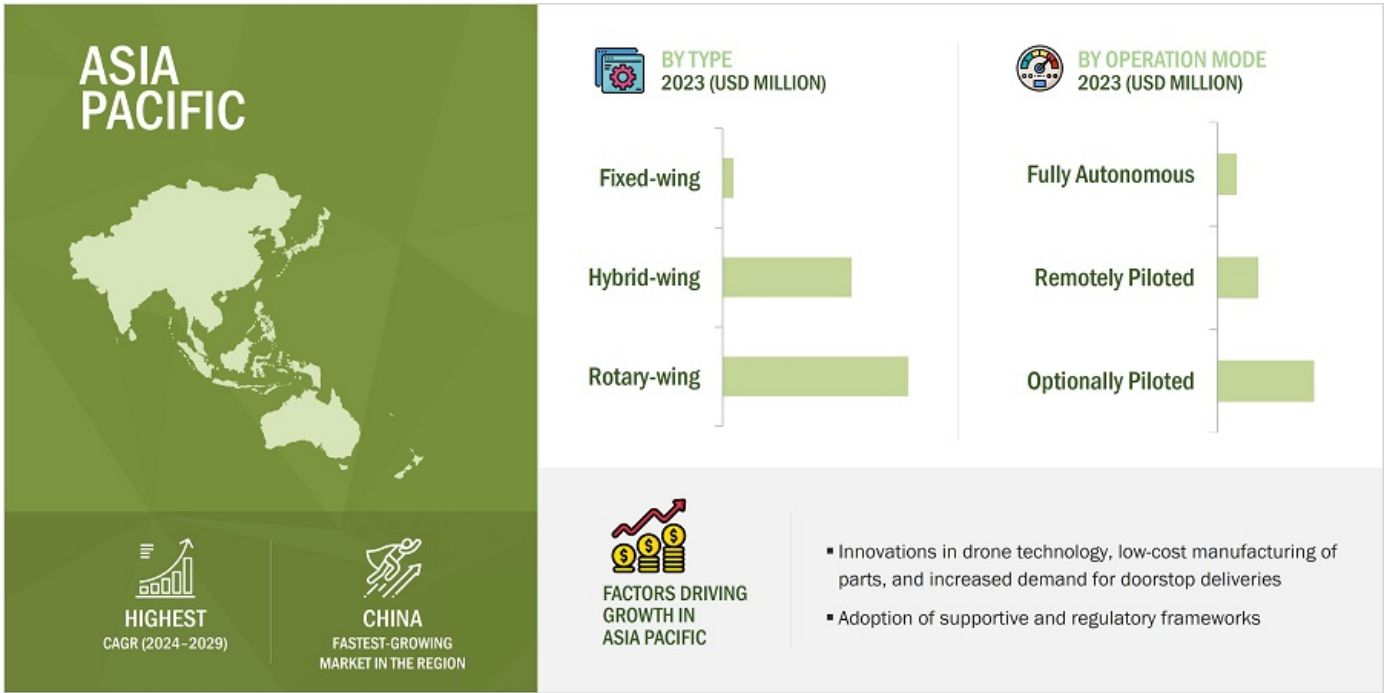 ASIA
PACIFIC
HIGHEST
CAGR (2024–2029)
CHINA
FASTEST-GROWING
MARKET IN THE REGION
BY TYPE
2023 (USD MILLION)
Fixed-wing
Hybrid-wing
Rotary-wing
BY OPERATION MODE
2023 (USD MILLION)
Fully Autonomous
Remotely Piloted
Optionally Piloted
FACTORS DRIVING
GROWTH IN
ASIA PACIFIC
▪ Innovations in drone technology, low-cost manufacturing of
parts, and increased demand for doorstop deliveries
▪ Adoption of supportive and regulatory frameworks